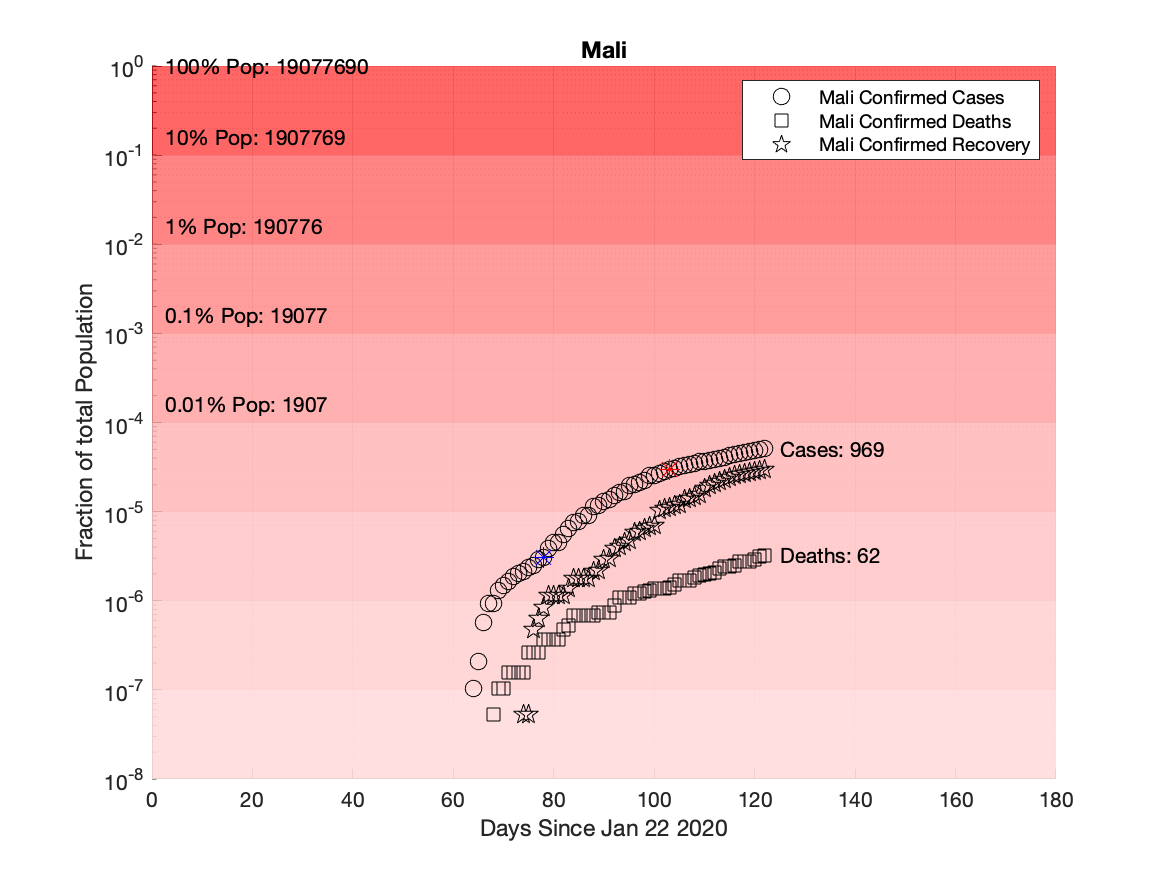 Mali
10^0
100% Pop: 19077690
Mali Confirmed Cases
Mali Confirmed Deaths
Mali Confirmed Recovery
10% Pop: 1907769
10^-1
1% Pop: 190776
10^-2
0.1% Pop: 19077
10^-3
0.01% Pop: 1907
10^-4
Cases: 969
10^-5
Deaths: 62
10^-6
10^-7
10^-8
Fraction of total Population
0 20 40 60 80 100 120 140 160 180
Days Since Jan 22 2020